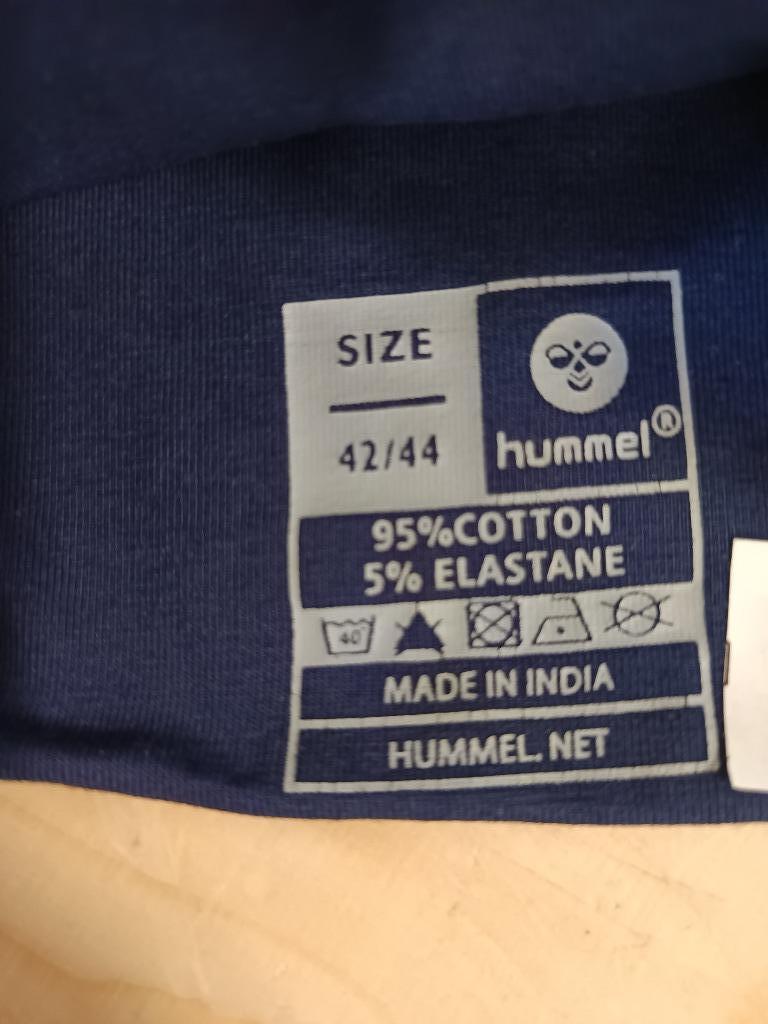 SIZE
42/44
hummel®
95%COTTON
5% ELASTANE
40°
MADE IN INDIA
HUMMEL.NET